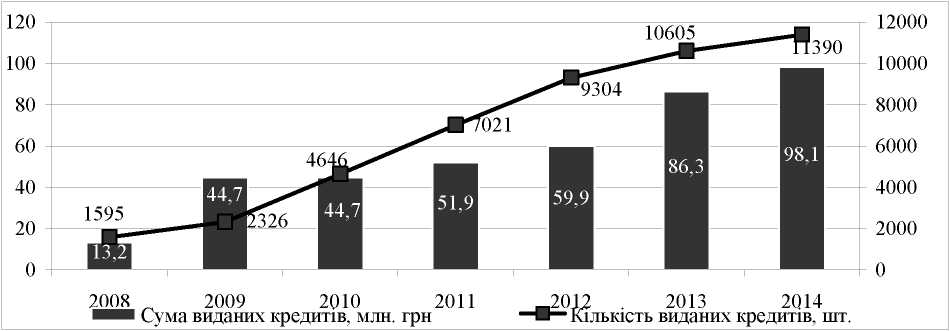 120 12000
10605
100 11390 10000
80 9304 8000
7021
60 4646 6000
98,1
86,3
40 44,7 44,7 51,9 59,9 4000
1595
20 2326 2000
13,2
0 0
2008 2009 2010 2011 2012 2013 2014
Сума виданих кредитів, млн. грн Кількість виданих кредитів, шт.